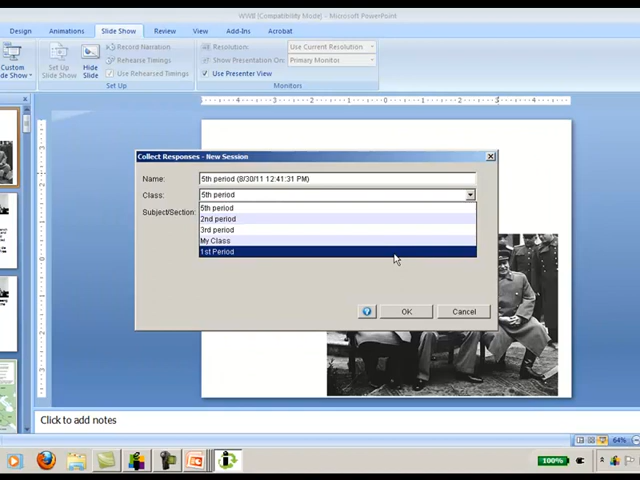 WWII [Compatibility Mode] - Microsoft PowerPoint
Design
Animations
Slide Show
Review
View
Add-Ins
Acrobat
Custom
Slide Show
Set Up
Slide Show
Hide
Slide
Record Narration
Rehearse Timings
Use Rehearsed Timings
Set Up
Resolution:
Use Current Resolution
Show Presentation On:
Primary Monitor
Use Presenter View
Monitors
Collect Responses - New Session
Name:
5th period (8/30/11 12:41:31 PM)
Class:
5th period
Subject/Section:
5th period
2nd period
3rd period
My Class
1st Period
OK
Cancel
Click to add notes
64%
100%